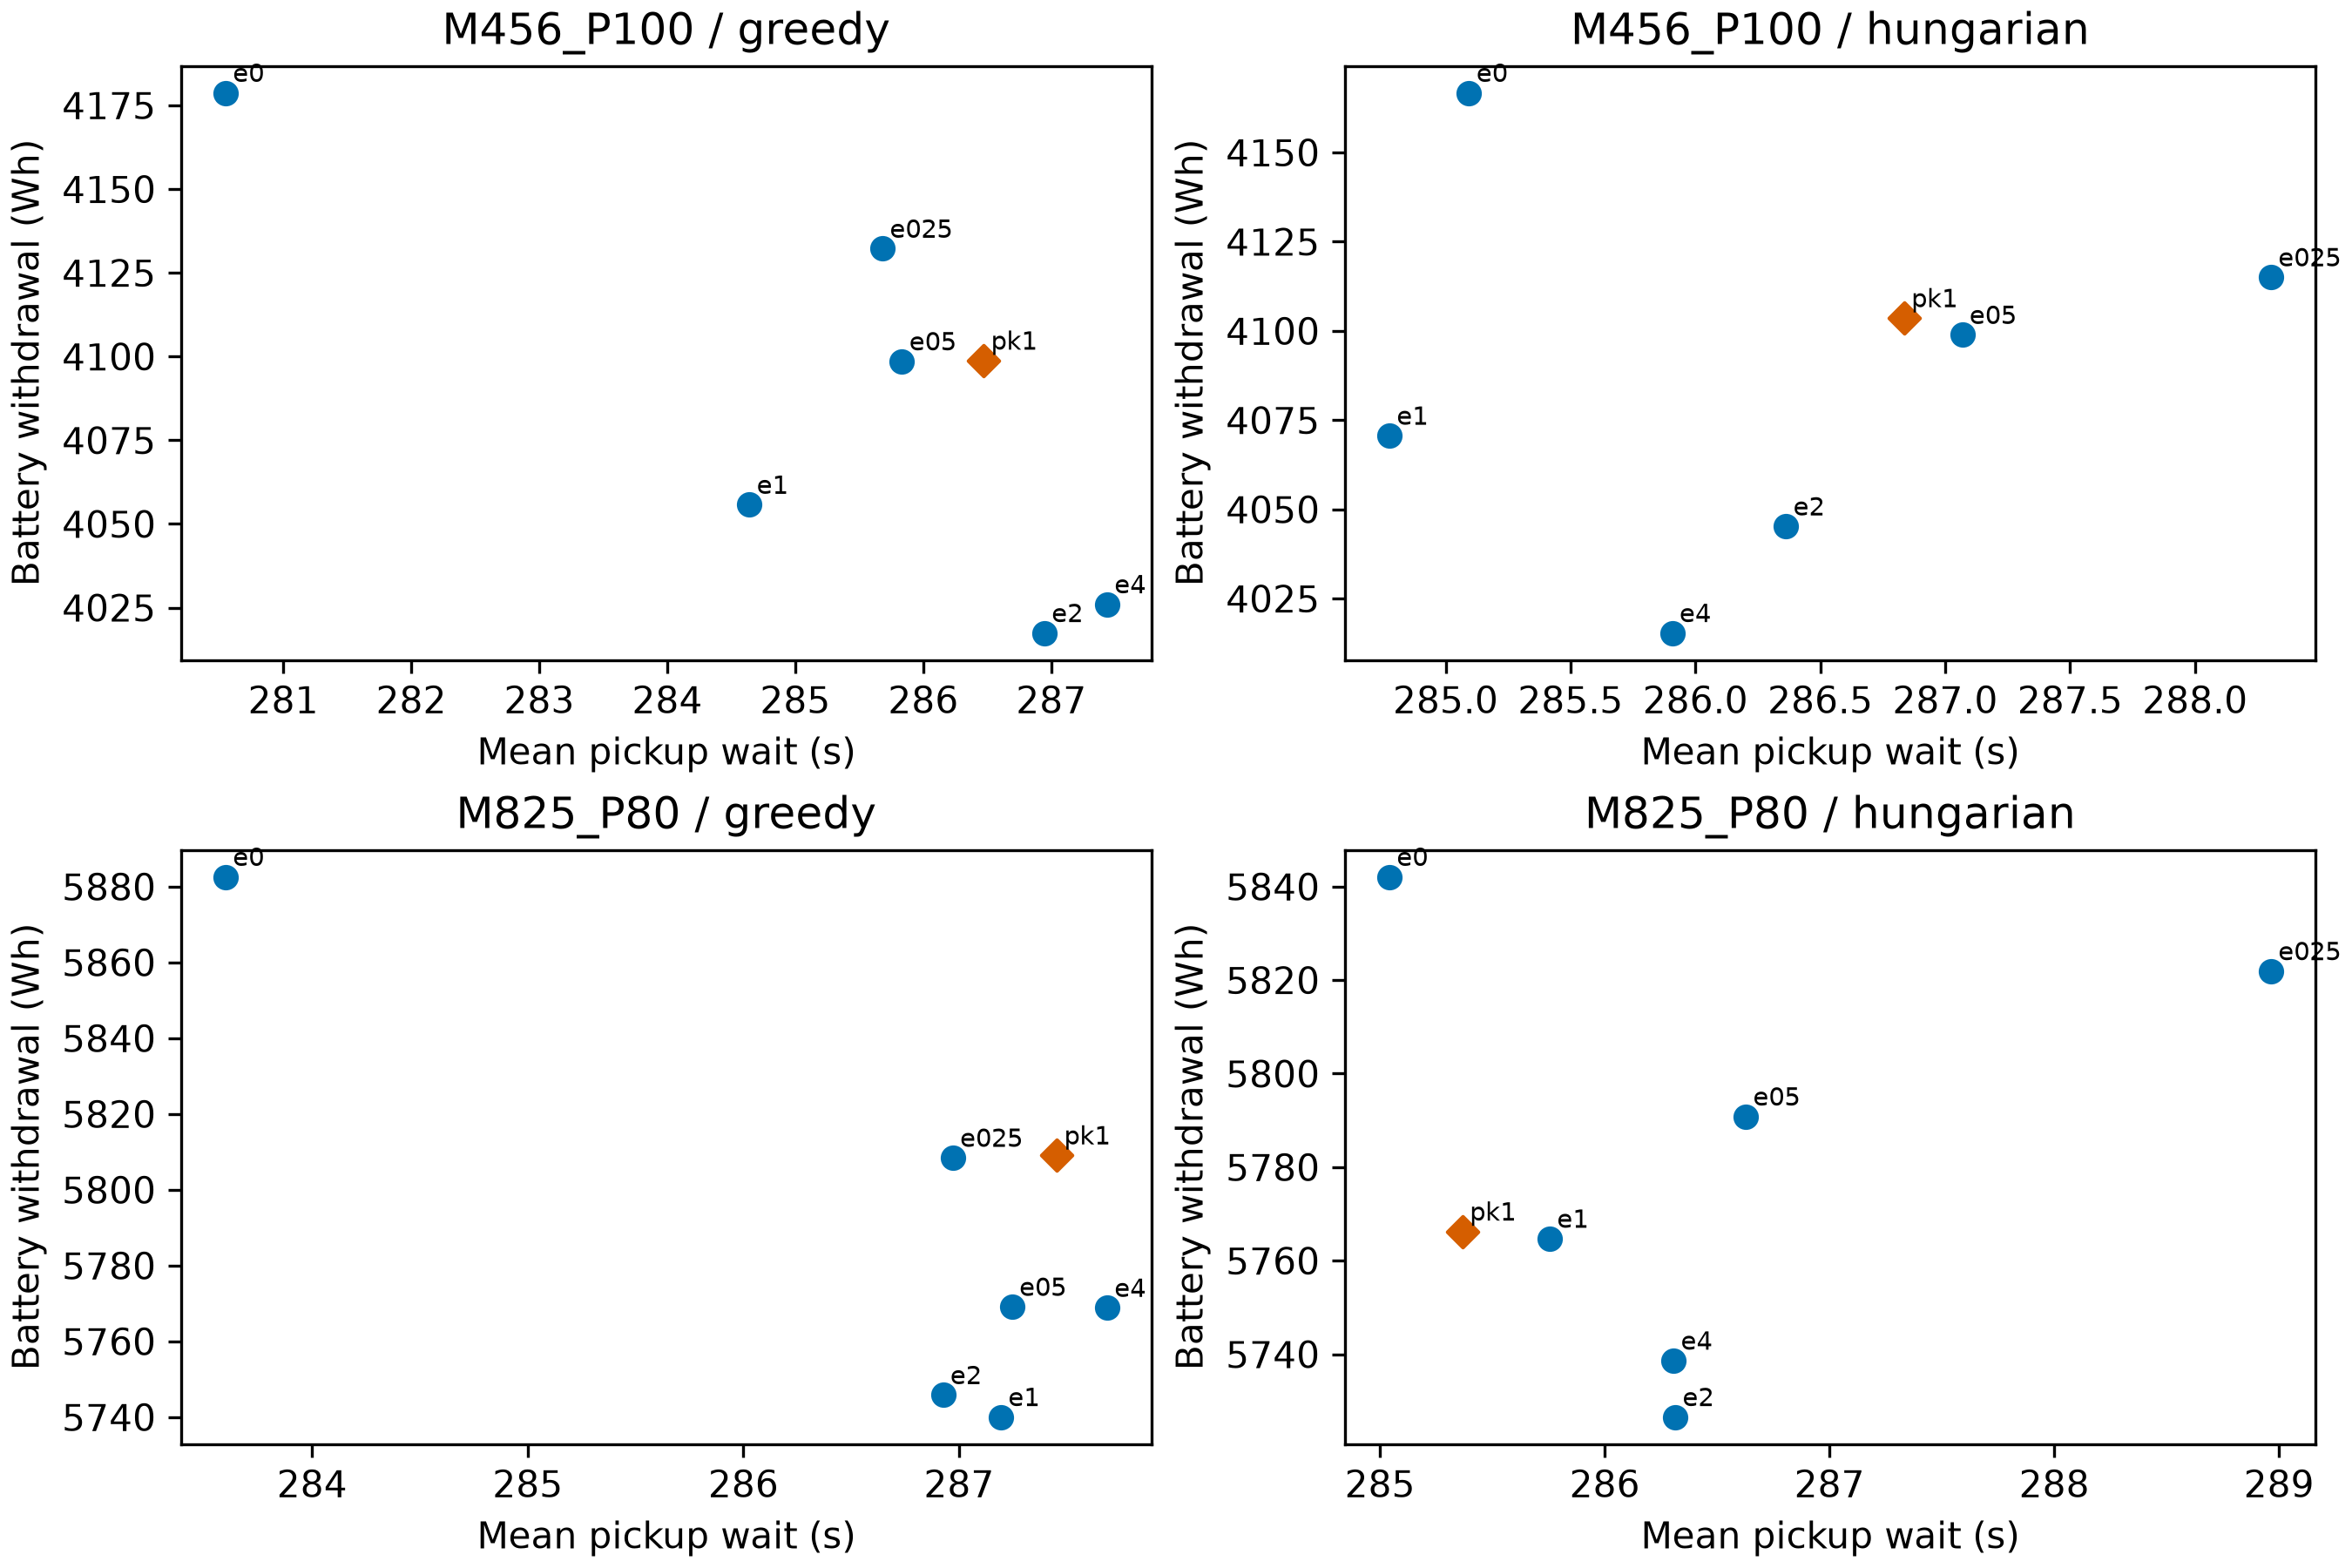 M456_P100 / greedy
Battery withdrawal (Wh)
4175
4150
4125
4100
4075
4050
4025
e0
e025
e05
pk1
e1
e4
e2
281 282 283 284 285 286 287
Mean pickup wait (s)
M456_P100 / hungarian
Battery withdrawal (Wh)
4150
4125
4100
4075
4050
4025
e0
e025
pk1
e05
e1
e2
e4
285.0 285.5 286.0 286.5 287.0 287.5 288.0
Mean pickup wait (s)
M825_P80 / greedy
Battery withdrawal (Wh)
5880
5860
5840
5820
5800
5780
5760
5740
e0
e025
pk1
e05
e4
e2
e1
284 285 286 287
Mean pickup wait (s)
M825_P80 / hungarian
Battery withdrawal (Wh)
5840
5820
5800
5780
5760
5740
e0
e025
e05
pk1
e1
e4
e2
285 286 287 288 289
Mean pickup wait (s)